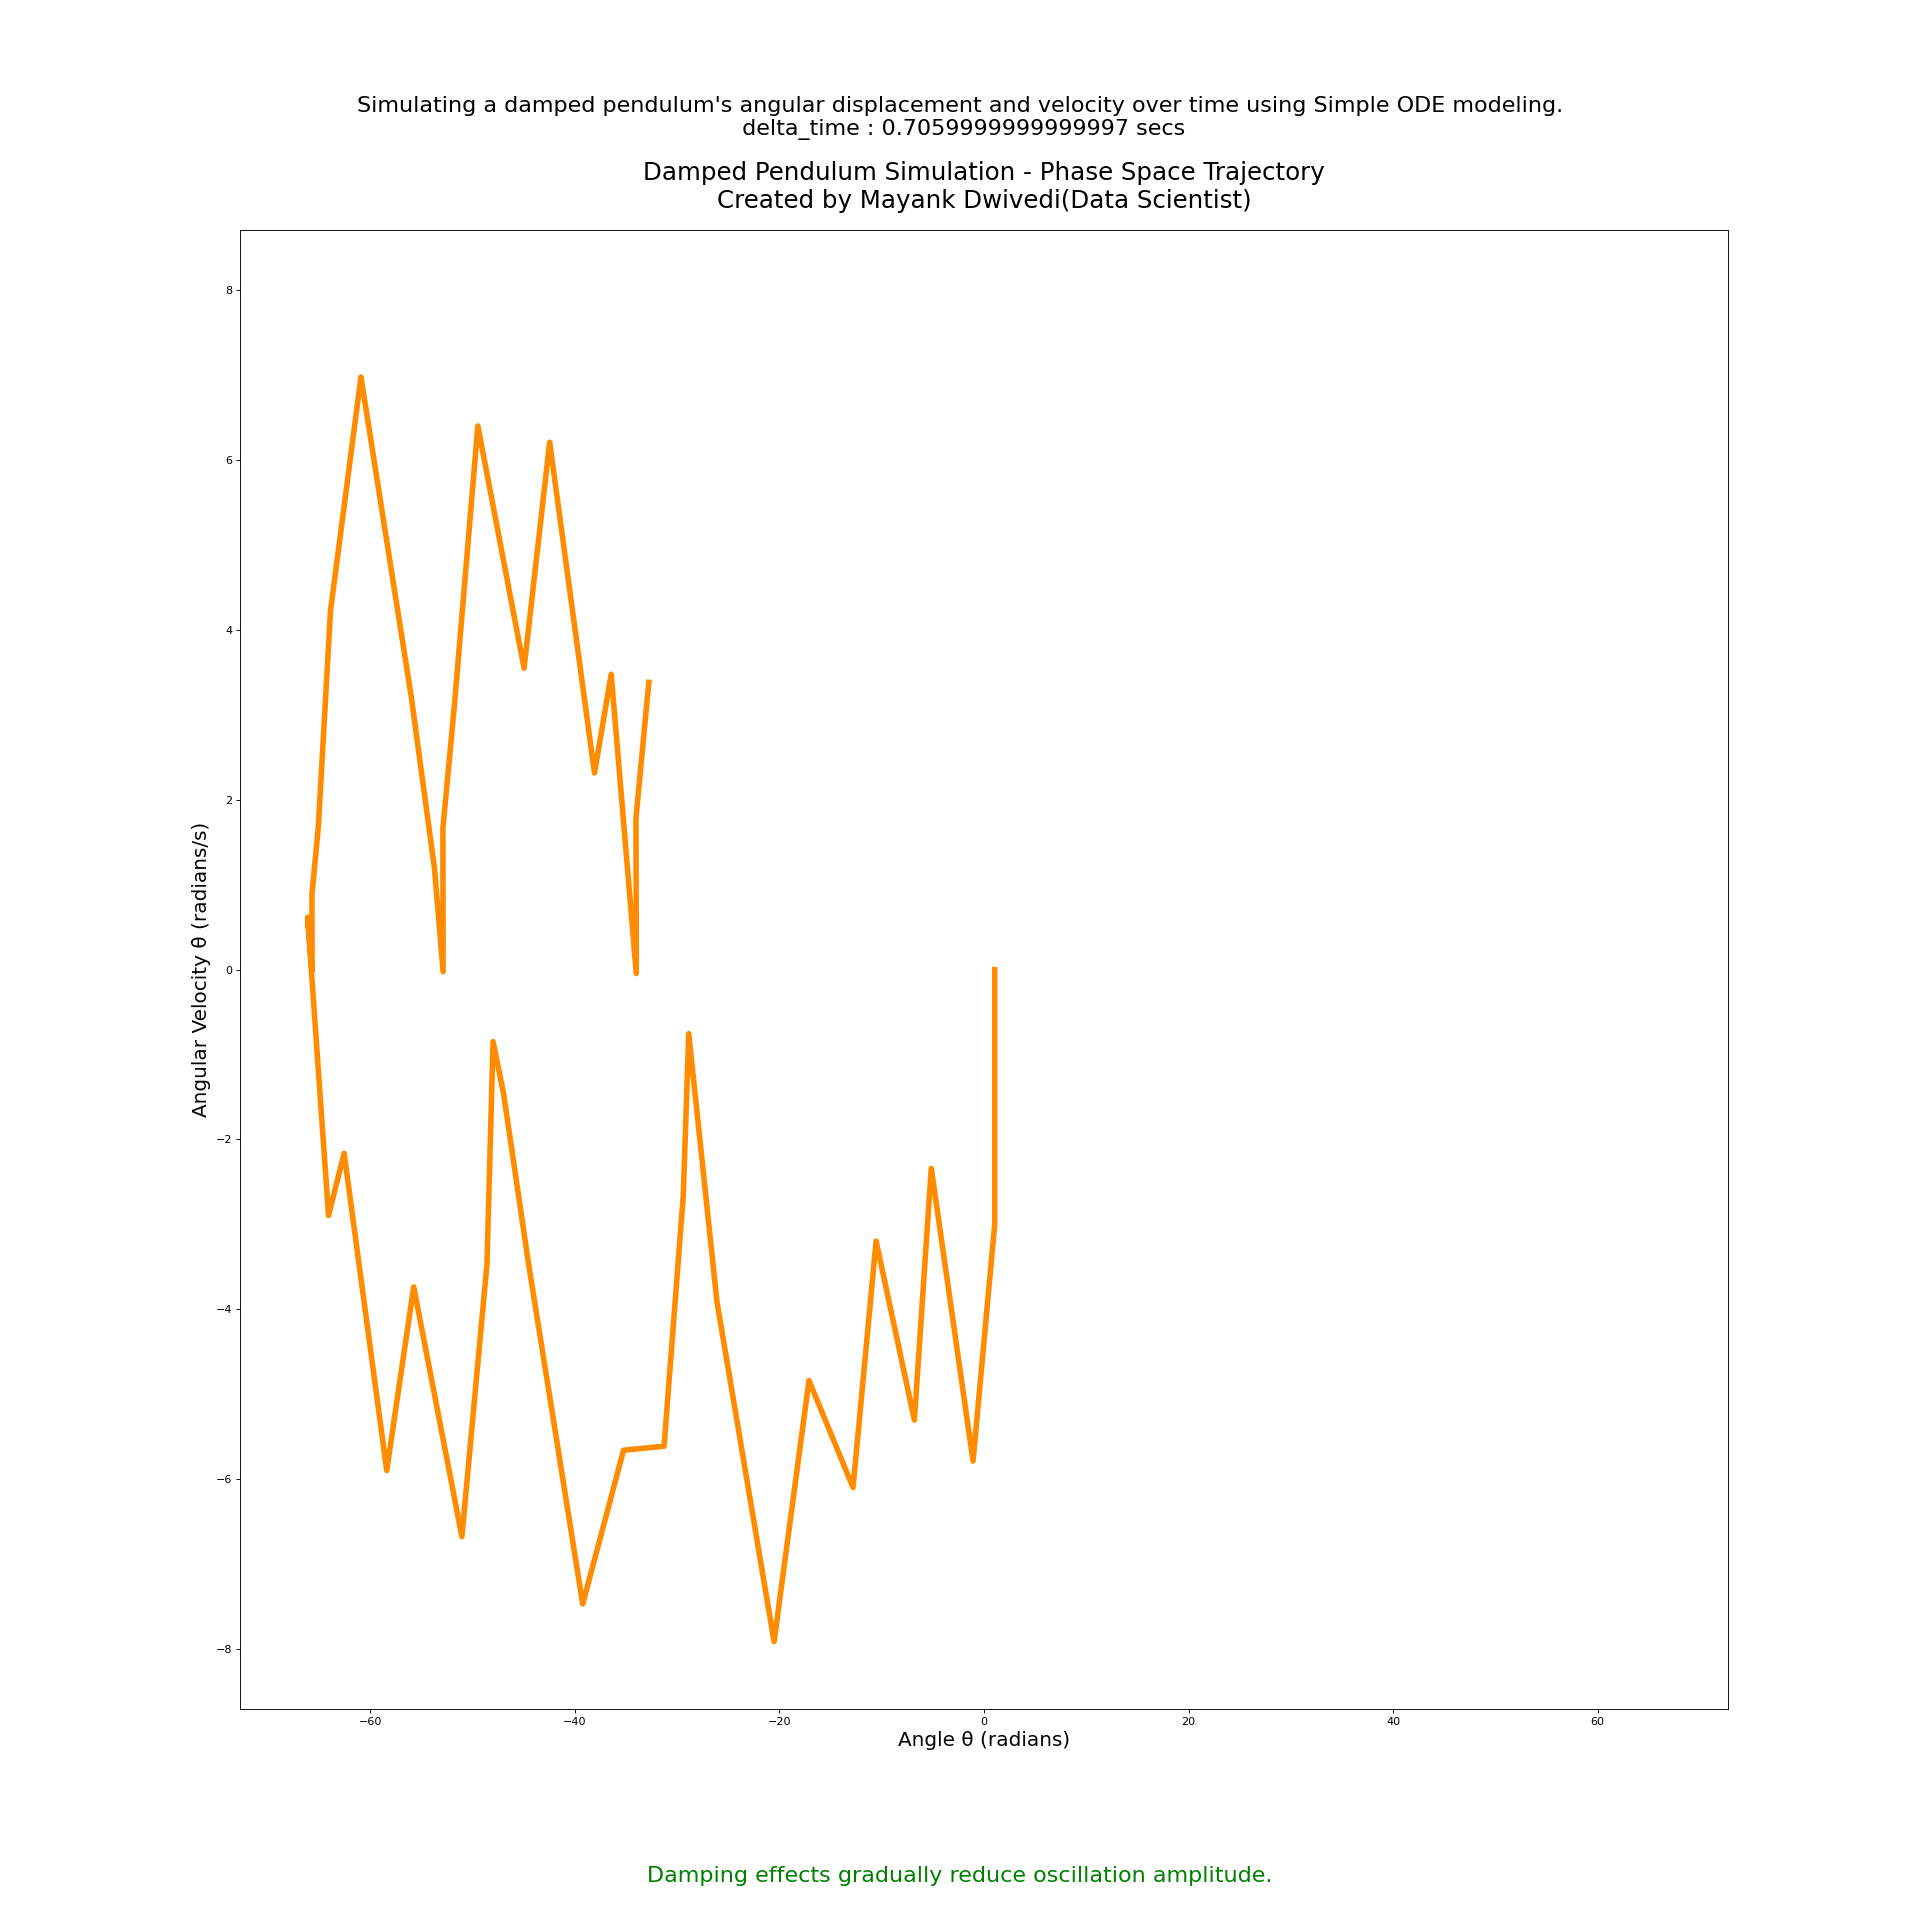 Simulating a damped pendulum's angular displacement and velocity over time using Simple ODE modeling.
delta_time : 0.7059999999999997 secs
Damped Pendulum Simulation - Phase Space Trajectory
Created by Mayank Dwivedi(Data Scientist)
Angular Velocity θ̇ (radians/s)
8
6
4
2
0
−2
−4
−6
−8
−60
−40
−20
0
20
40
60
Angle θ (radians)
Damping effects gradually reduce oscillation amplitude.